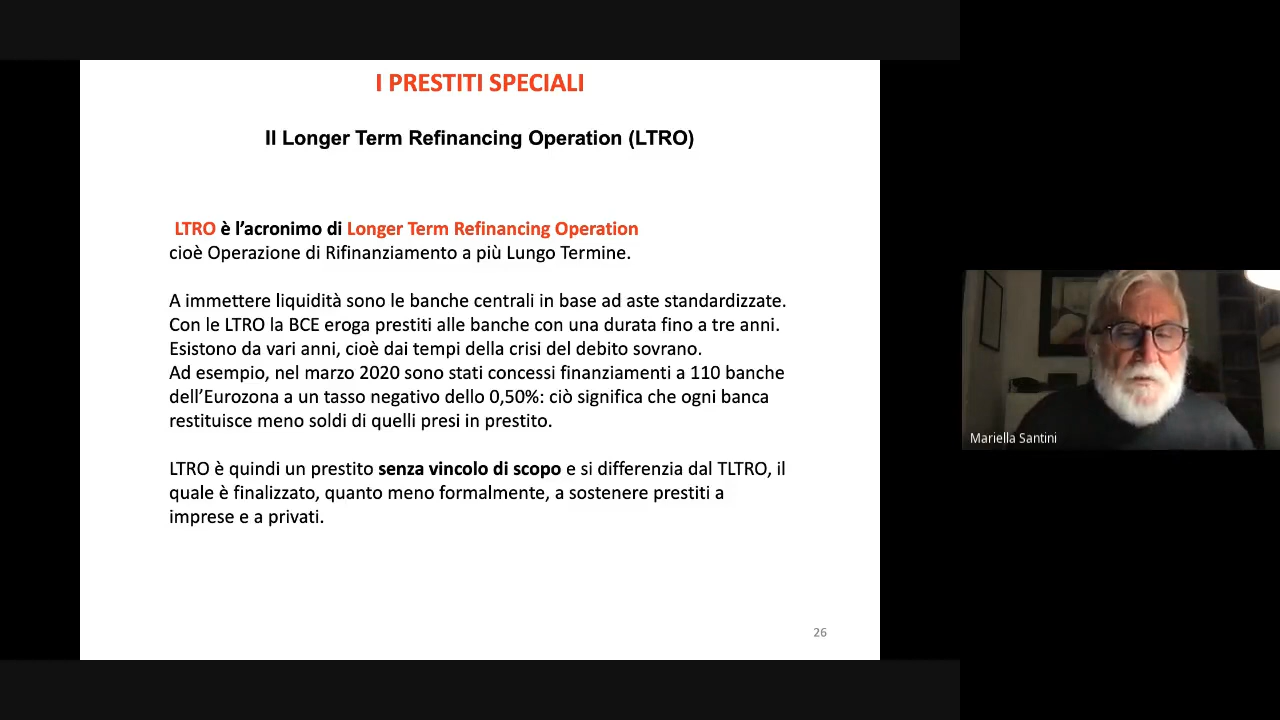 I PRESTITI SPECIALI
Il Longer Term Refinancing Operation (LTRO)
LTRO è l’acronimo di Longer Term Refinancing Operation
cioè Operazione di Rifinanziamento a più Lungo Termine.
A immettere liquidità sono le banche centrali in base ad aste standardizzate.
Con le LTRO la BCE eroga prestiti alle banche con una durata fino a tre anni.
Esistono da vari anni, cioè dai tempi della crisi del debito sovrano.
Ad esempio, nel marzo 2020 sono stati concessi finanziamenti a 110 banche
dell’Eurozona a un tasso negativo dello 0,50%: ciò significa che ogni banca
restituisce meno soldi di quelli presi in prestito.
LTRO è quindi un prestito senza vincolo di scopo e si differenzia dal TLTRO, il
quale è finalizzato, quanto meno formalmente, a sostenere prestiti a
imprese e a privati.
26
Mariella Santini